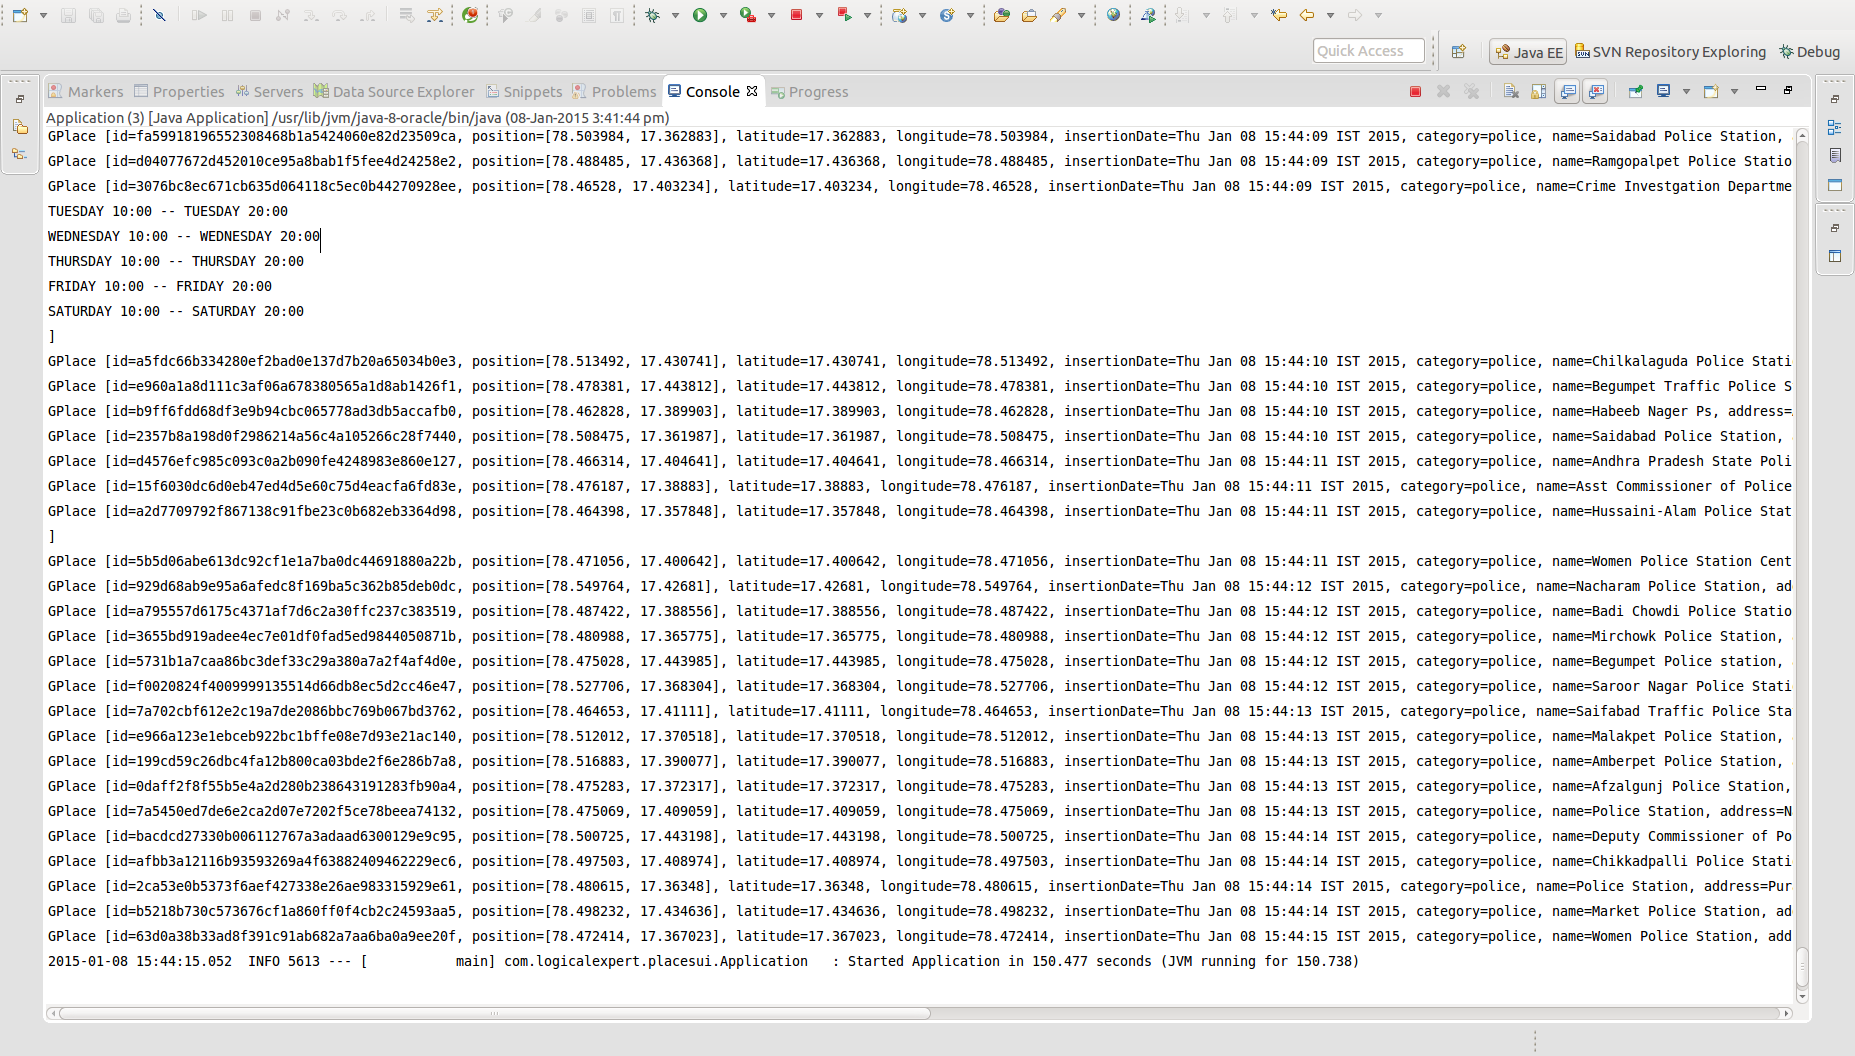 Quick Access
Java EE
SVN Repository Exploring
Debug
Markers
Properties
Servers
Data Source Explorer
Snippets
Problems
Console
Progress
Application (3) [Java Application] /usr/lib/jvm/java-8-oracle/bin/java (08-Jan-2015 3:41:44 pm)
GPlace [id=fa59918196552308468b1a5424060e82d23509ca, position=[78.503984, 17.362883], latitude=17.362883, longitude=78.503984, insertionDate=Thu Jan 08 15:44:09 IST 2015, category=police, name=Saidabad Police Station,
GPlace [id=d04077672d452010ce95a8bab1f5fee4d24258e2, position=[78.488485, 17.436368], latitude=17.436368, longitude=78.488485, insertionDate=Thu Jan 08 15:44:09 IST 2015, category=police, name=Ramgopalpet Police Statio
GPlace [id=3076bc8ec671cb635d064118c5ec0b44270928ee, position=[78.46528, 17.403234], latitude=17.403234, longitude=78.46528, insertionDate=Thu Jan 08 15:44:09 IST 2015, category=police, name=Crime Investgation Departme
TUESDAY 10:00 -- TUESDAY 20:00
WEDNESDAY 10:00 -- WEDNESDAY 20:00
THURSDAY 10:00 -- THURSDAY 20:00
FRIDAY 10:00 -- FRIDAY 20:00
SATURDAY 10:00 -- SATURDAY 20:00
]
GPlace [id=a5fdc66b334280ef2bad0e137d7b20a65034b0e3, position=[78.513492, 17.430741], latitude=17.430741, longitude=78.513492, insertionDate=Thu Jan 08 15:44:10 IST 2015, category=police, name=Chilkalaguda Police Stati
GPlace [id=e960a1a8d111c3af06a678380565a1d8ab1426f1, position=[78.478381, 17.443812], latitude=17.443812, longitude=78.478381, insertionDate=Thu Jan 08 15:44:10 IST 2015, category=police, name=Begumpet Traffic Police S
GPlace [id=b9ff6fdd68df3e9b94cbc065778ad3db5accafb0, position=[78.462828, 17.389903], latitude=17.389903, longitude=78.462828, insertionDate=Thu Jan 08 15:44:10 IST 2015, category=police, name=Habeeb Nager Ps, address=
GPlace [id=2357b8a198d0f2986214a56c4a105266c28f7440, position=[78.508475, 17.361987], latitude=17.361987, longitude=78.508475, insertionDate=Thu Jan 08 15:44:10 IST 2015, category=police, name=Saidabad Police Station,
GPlace [id=d4576efc985c093c0a2b090fe4248983e860e127, position=[78.466314, 17.404641], latitude=17.404641, longitude=78.466314, insertionDate=Thu Jan 08 15:44:11 IST 2015, category=police, name=Andhra Pradesh State Poli
GPlace [id=15f6030dc6d0eb47ed4d5e60c75d4eacfa6fd83e, position=[78.476187, 17.38883], latitude=17.38883, longitude=78.476187, insertionDate=Thu Jan 08 15:44:11 IST 2015, category=police, name=Asst Commissioner of Police
GPlace [id=a2d7709792f867138c91fbe23c0b682eb3364d98, position=[78.464398, 17.357848], latitude=17.357848, longitude=78.464398, insertionDate=Thu Jan 08 15:44:11 IST 2015, category=police, name=Hussaini-Alam Police Stat
]
GPlace [id=5b5d06abe613dc92cf1e1a7ba0dc44691880a22b, position=[78.471056, 17.400642], latitude=17.400642, longitude=78.471056, insertionDate=Thu Jan 08 15:44:11 IST 2015, category=police, name=Women Police Station Cent
GPlace [id=929d68ab9e95a6afedc8f169ba5c362b85deb0dc, position=[78.549764, 17.42681], latitude=17.42681, longitude=78.549764, insertionDate=Thu Jan 08 15:44:12 IST 2015, category=police, name=Nacharam Police Station, ad
GPlace [id=a795557d6175c4371af7d6c2a30ffc237c383519, position=[78.487422, 17.388556], latitude=17.388556, longitude=78.487422, insertionDate=Thu Jan 08 15:44:12 IST 2015, category=police, name=Badi Chowdi Police Statio
GPlace [id=3655bd919adee4ec7e01df0fad5ed9844050871b, position=[78.480988, 17.365775], latitude=17.365775, longitude=78.480988, insertionDate=Thu Jan 08 15:44:12 IST 2015, category=police, name=Mirchowk Police Station,
GPlace [id=5731b1a7caa86bc3def33c29a380a7a2f4af4d0e, position=[78.475028, 17.443985], latitude=17.443985, longitude=78.475028, insertionDate=Thu Jan 08 15:44:12 IST 2015, category=police, name=Begumpet Police station,
GPlace [id=f0020824f4009999135514d66db8ec5d2cc46e47, position=[78.527706, 17.368304], latitude=17.368304, longitude=78.527706, insertionDate=Thu Jan 08 15:44:12 IST 2015, category=police, name=Saroor Nagar Police Stati
GPlace [id=7a702cbf612e2c19a7de2086bbc769b067bd3762, position=[78.464653, 17.41111], latitude=17.41111, longitude=78.464653, insertionDate=Thu Jan 08 15:44:13 IST 2015, category=police, name=Saifabad Traffic Police Sta
GPlace [id=e966a123e1ebceb922bc1bffe08e7d93e21ac140, position=[78.512012, 17.370518], latitude=17.370518, longitude=78.512012, insertionDate=Thu Jan 08 15:44:13 IST 2015, category=police, name=Malakpet Police Station,
GPlace [id=199cd59c26dbc4fa12b800ca03bde2f6e286b7a8, position=[78.516883, 17.390077], latitude=17.390077, longitude=78.516883, insertionDate=Thu Jan 08 15:44:13 IST 2015, category=police, name=Amberpet Police Station,
GPlace [id=0daff2f8f55b5e4a2d280b238643191283fb90a4, position=[78.475283, 17.372317], latitude=17.372317, longitude=78.475283, insertionDate=Thu Jan 08 15:44:13 IST 2015, category=police, name=Afzalgunj Police Station,
GPlace [id=7a5450ed7de6e2ca2d07e7202f5ce78beea74132, position=[78.475069, 17.409059], latitude=17.409059, longitude=78.475069, insertionDate=Thu Jan 08 15:44:13 IST 2015, category=police, name=Police Station, address=N
GPlace [id=bacdcd27330b006112767a3adaad6300129e9c95, position=[78.500725, 17.443198], latitude=17.443198, longitude=78.500725, insertionDate=Thu Jan 08 15:44:14 IST 2015, category=police, name=Deputy Commissioner of Po
GPlace [id=afbb3a12116b93593269a4f63882409462229ec6, position=[78.497503, 17.408974], latitude=17.408974, longitude=78.497503, insertionDate=Thu Jan 08 15:44:14 IST 2015, category=police, name=Chikkadpalli Police Stati
GPlace [id=2ca53e0b5373f6aef427338e26ae983315929e61, position=[78.480615, 17.36348], latitude=17.36348, longitude=78.480615, insertionDate=Thu Jan 08 15:44:14 IST 2015, category=police, name=Police Station, address=Pur
GPlace [id=b5218b730c573676cf1a860ff0f4cb2c24593aa5, position=[78.498232, 17.434636], latitude=17.434636, longitude=78.498232, insertionDate=Thu Jan 08 15:44:14 IST 2015, category=police, name=Market Police Station, ad
GPlace [id=63d0a38b33ad8f391c91ab682a7aa6ba0a9ee20f, position=[78.472414, 17.367023], latitude=17.367023, longitude=78.472414, insertionDate=Thu Jan 08 15:44:15 IST 2015, category=police, name=Women Police Station, add
2015-01-08 15:44:15.052  INFO 5613 --- [           main] com.logicalexpert.placesui.Application   : Started Application in 150.477 seconds (JVM running for 150.738)